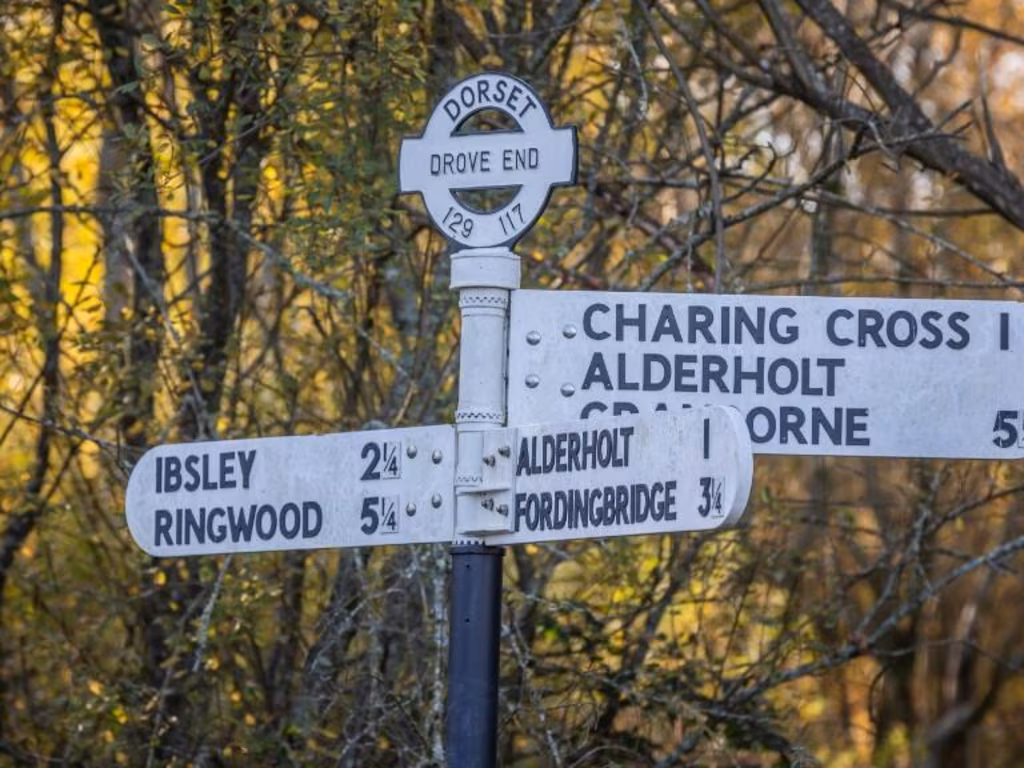 DORSET
DROVE END
129 117
CHARING CROSS 1
ALDERHOLT
CRANBORNE 5
IBSLEY 2¼
RINGWOOD 5¼
ALDERHOLT 1
FORDINGBRIDGE 3¼